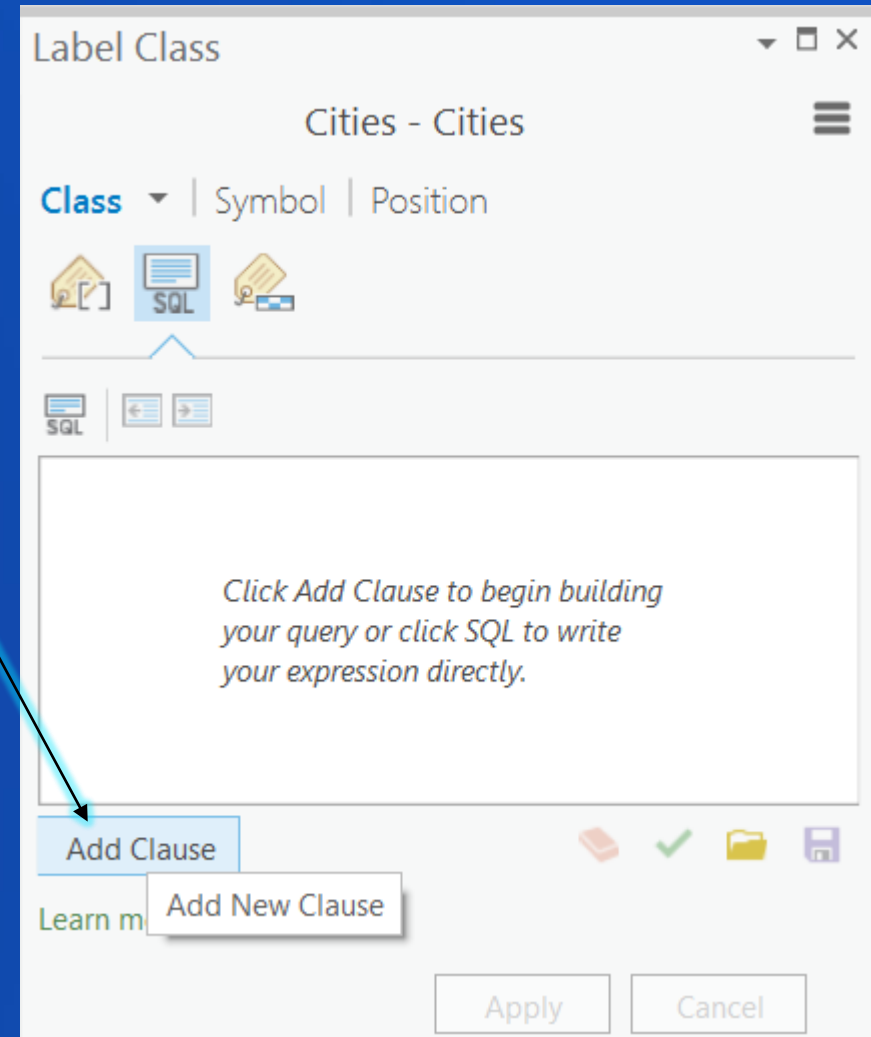 Label Class
Cities - Cities
Class | Symbol | Position
SQL
SQL
Click Add Clause to begin building
your query or click SQL to write
your expression directly.
Add Clause
Add New Clause
Learn
Apply Cancel